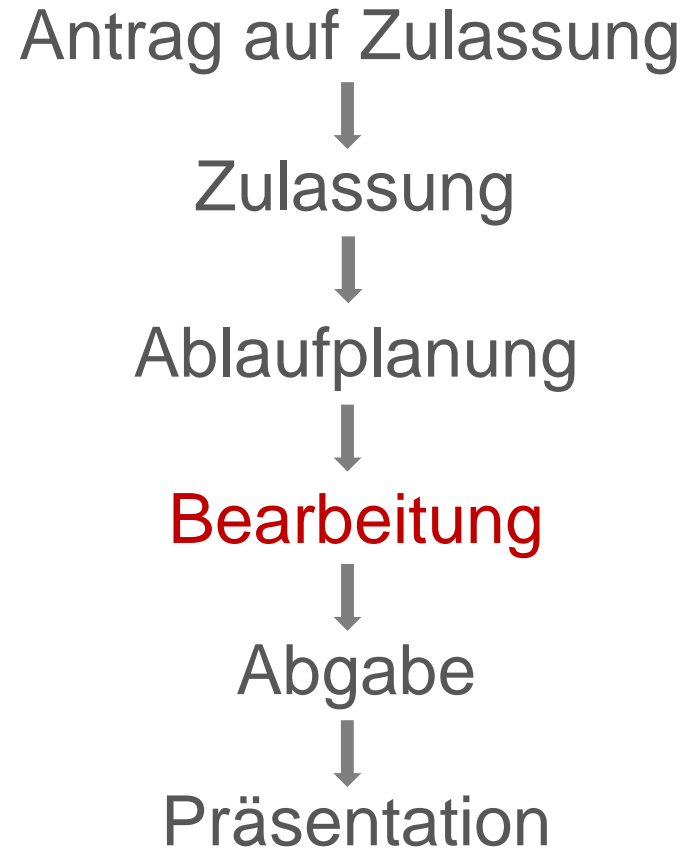 Antrag auf Zulassung
Zulassung
Ablaufplanung
Bearbeitung
Abgabe
Präsentation